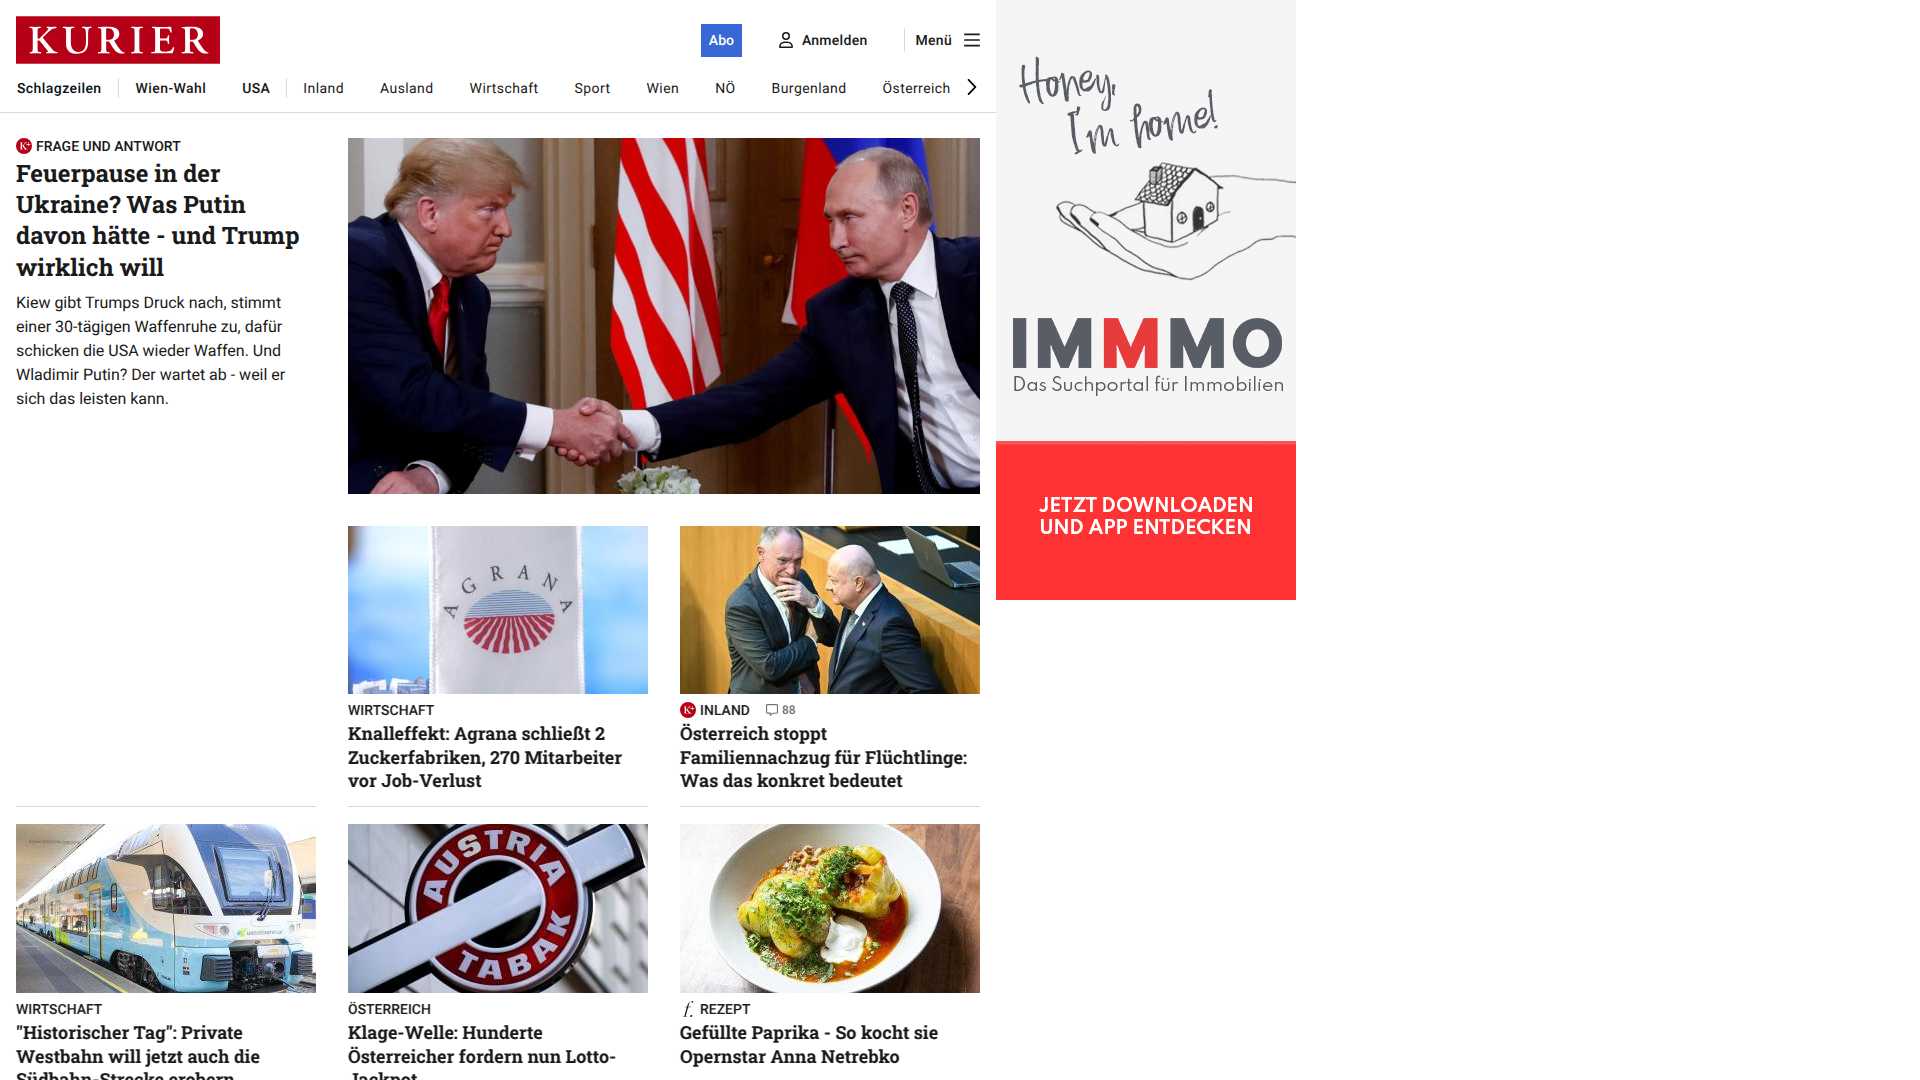 KURIER
Abo
Anmelden
Menü
Schlagzeilen
Wien-Wahl
USA
Inland
Ausland
Wirtschaft
Sport
Wien
NÖ
Burgenland
Österreich
FRAGE UND ANTWORT
Feuerpause in der
Ukraine? Was Putin
davon hätte - und Trump
wirklich will
Kiew gibt Trumps Druck nach, stimmt
einer 30-tägigen Waffenruhe zu, dafür
schicken die USA wieder Waffen. Und
Wladimir Putin? Der wartet ab - weil er
sich das leisten kann.
AGRANA
WIRTSCHAFT
Knalleffekt: Agrana schließt 2
Zuckerfabriken, 270 Mitarbeiter
vor Job-Verlust
K+ INLAND 88
Österreich stoppt
Familiennachzug für Flüchtlinge:
Was das konkret bedeutet
WIRTSCHAFT
"Historischer Tag": Private
Westbahn will jetzt auch die
Südbahn-Strecke erobern
AUSTRIA
TABAK
ÖSTERREICH
Klage-Welle: Hunderte
Österreicher fordern nun Lotto-
Jackpot
f. REZEPT
Gefüllte Paprika - So kocht sie
Opernstar Anna Netrebko
Honey,
I'm home!
IMMMO
Das Suchportal für Immobilien
JETZT DOWNLOADEN
UND APP ENTDECKEN